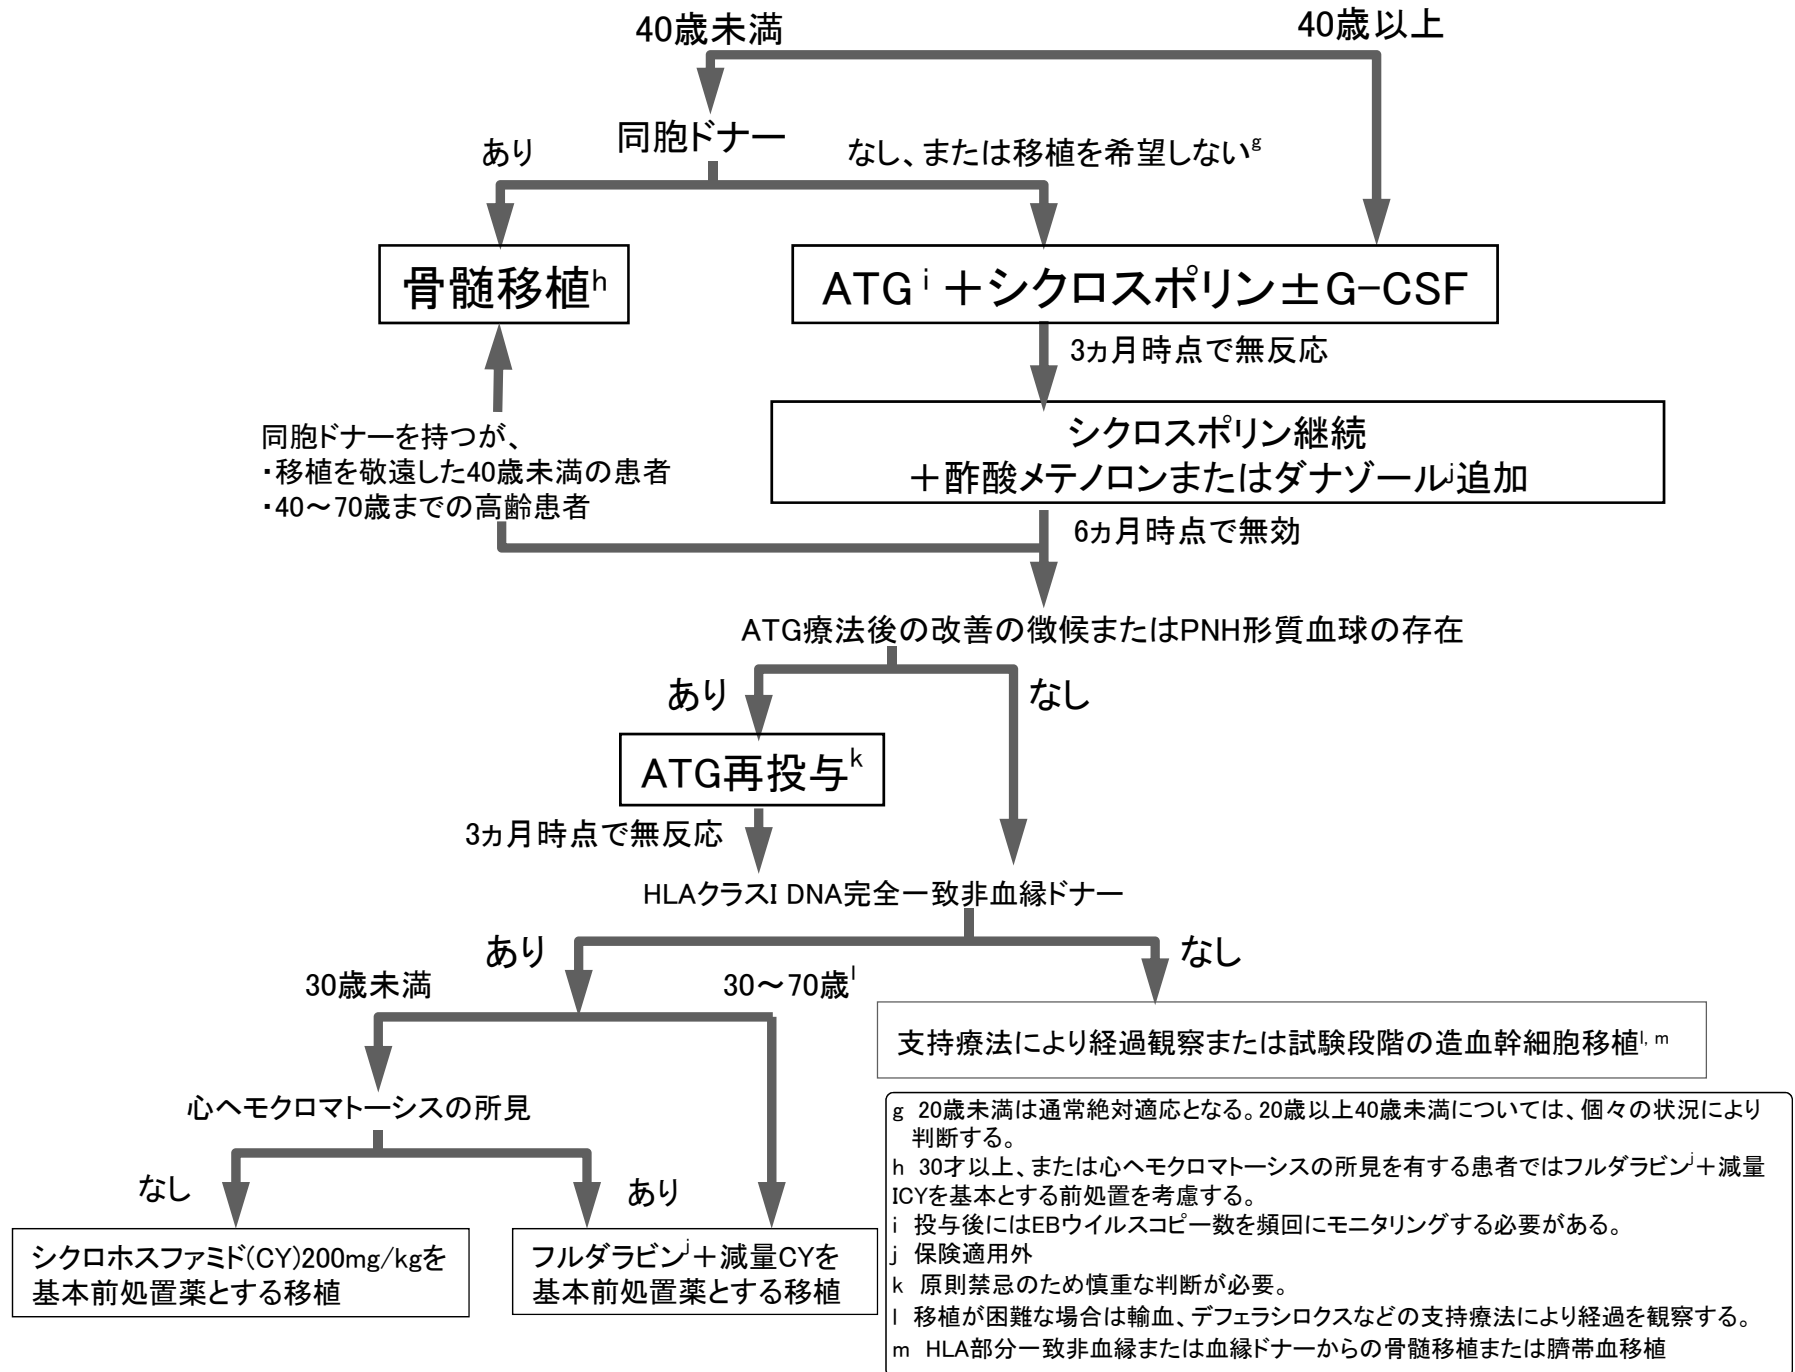 40歳未満
40歳以上
同胞ドナー
あり
なし、または移植を希望しないg
骨髄移植h
ATG i +シクロスポリン±G-CSF
3ヵ月時点で無反応
同胞ドナーを持つが、
・移植を敬遠した40歳未満の患者
・40～70歳までの高齢患者
シクロスポリン継続
+酢酸メテノロンまたはダナゾールj追加
6ヵ月時点で無効
ATG療法後の改善の徴候またはPNH形質血球の存在
あり
なし
ATG再投与k
3ヵ月時点で無反応
HLAクラスI DNA完全一致非血縁ドナー
あり
なし
30歳未満
30～70歳l
支持療法により経過観察または試験段階の造血幹細胞移植l, m
心ヘモクロマトーシスの所見
なし
あり
シクロホスファミド(CY)200mg/kgを
基本前処置薬とする移植
フルダラビンj+減量CYを
基本前処置薬とする移植
g 20歳未満は通常絶対適応となる。20歳以上40歳未満については、個々の状況により
判断する。
h 30才以上、または心ヘモクロマトーシスの所見を有する患者ではフルダラビンj+減量
ICYを基本とする前処置を考慮する。
i 投与後にはEBウイルスコピー数を頻回にモニタリングする必要がある。
j 保険適用外
k 原則禁忌のため慎重な判断が必要。
l 移植が困難な場合は輸血、デフェラシロクスなどの支持療法により経過を観察する。
m HLA部分一致非血縁または血縁ドナーからの骨髄移植または臍帯血移植